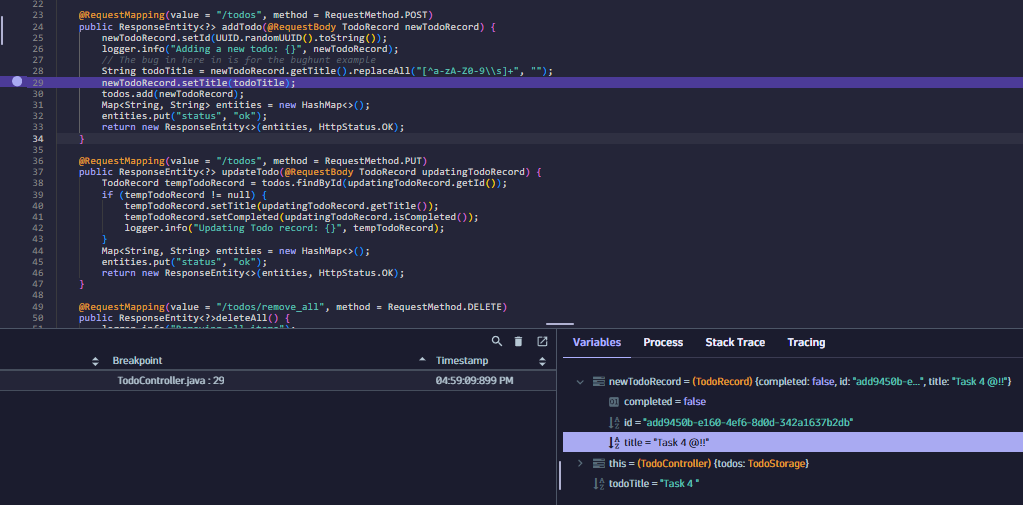 22
23 @RequestMapping(value = "/todos", method = RequestMethod.POST)
24 public ResponseEntity<?> addTodo(@RequestBody TodoRecord newTodoRecord) {
25 newTodoRecord.setId(UUID.randomUUID().toString());
26 logger.info("Adding a new todo: {}", newTodoRecord);
27 // The bug in here in is for the bughunt example
28 String todoTitle = newTodoRecord.getTitle().replaceAll("[^a-zA-Z0-9\\s]+", "");
29 newTodoRecord.setTitle(todoTitle);
30 todos.add(newTodoRecord);
31 Map<String, String> entities = new HashMap<>();
32 entities.put("status", "ok");
33 return new ResponseEntity<>(entities, HttpStatus.OK);
34 }
35
36 @RequestMapping(value = "/todos", method = RequestMethod.PUT)
37 public ResponseEntity<?> updateTodo(@RequestBody TodoRecord updatingTodoRecord) {
38 TodoRecord tempTodoRecord = todos.findById(updatingTodoRecord.getId());
39 if (tempTodoRecord != null) {
40 tempTodoRecord.setTitle(updatingTodoRecord.getTitle());
41 tempTodoRecord.setCompleted(updatingTodoRecord.isCompleted());
42 logger.info("Updating Todo record: {}", tempTodoRecord);
43 }
44 Map<String, String> entities = new HashMap<>();
45 entities.put("status", "ok");
46 return new ResponseEntity<>(entities, HttpStatus.OK);
47 }
48
49 @RequestMapping(value = "/todos/remove_all", method = RequestMethod.DELETE)
50 public ResponseEntity<?>deleteAll() {
51 logger.info("Removing all items");
Breakpoint Timestamp
TodoController.java : 29 04:59:09:899 PM
Variables Process Stack Trace Tracing
newTodoRecord = (TodoRecord) {completed: false, id: "add9450b-e...", title: "Task 4 @!!"}
01 completed = false
id = "add9450b-e160-4ef6-8d0d-342a1637b2db"
title = "Task 4 @!!"
this = (TodoController) {todos: TodoStorage}
todoTitle = "Task 4 "